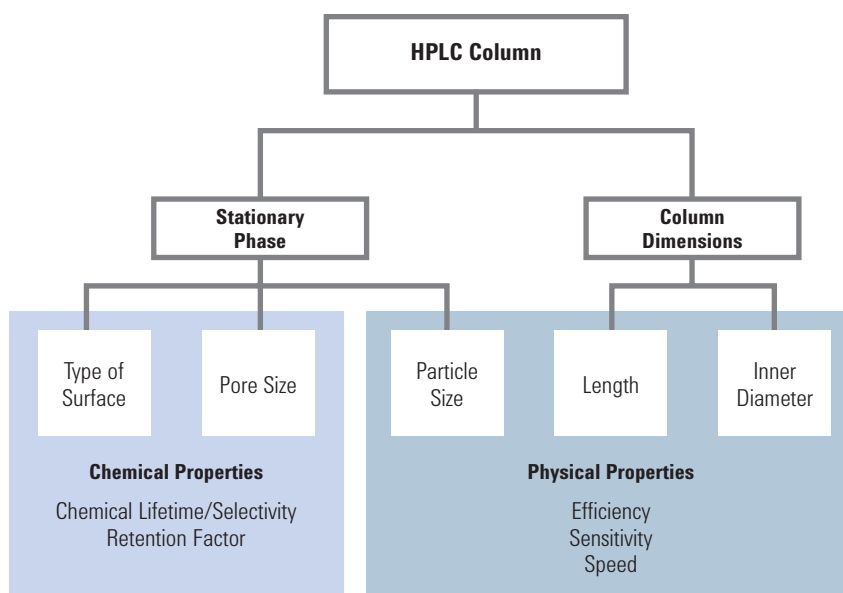 HPLC Column
Stationary
Phase
Column
Dimensions
Type of
Surface
Pore Size
Particle
Size
Length
Inner
Diameter
Chemical Properties
Chemical Lifetime/Selectivity
Retention Factor
Physical Properties
Efficiency
Sensitivity
Speed